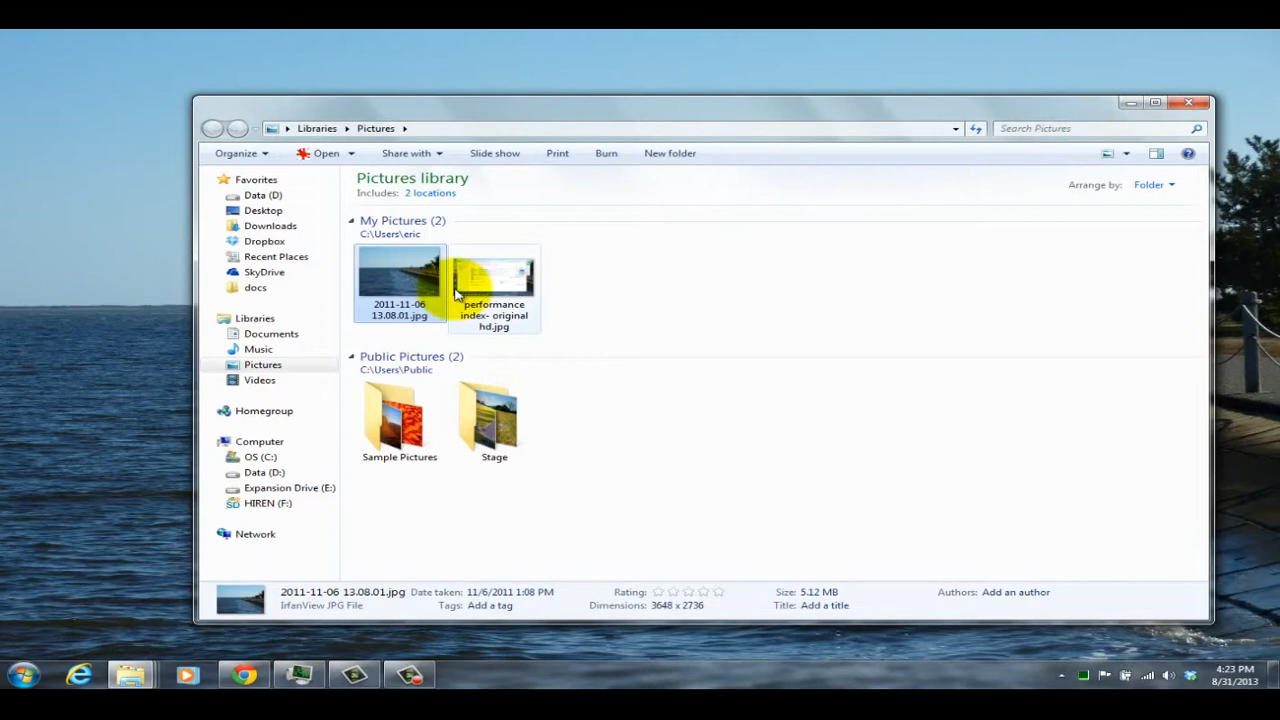 Libraries Pictures
Search Pictures
Organize Open Share with Slide show Print Burn New folder
Favorites
Data (D)
Desktop
Downloads
Dropbox
Recent Places
SkyDrive
docs
Libraries
Documents
Music
Pictures
Videos
Homegroup
Computer
OS (C:)
Data (D:)
Expansion Drive (E:)
HIREN (F:)
Network
Pictures library
Includes: 2 locations
Arrange by: Folder
My Pictures (2)
C:\Users\eric
2011-11-06
13.08.01.jpg
performance
index- original
hd.jpg
Public Pictures (2)
C:\Users\Public
Sample Pictures
Stage
2011-11-06 13.08.01.jpg Date taken: 11/6/2011 1:08 PM Rating: Size: 5.12 MB Authors: Add an author
IrfanView JPG File Tags: Add a tag Dimensions: 3648 x 2736 Title: Add a title
4:23 PM
8/31/2013